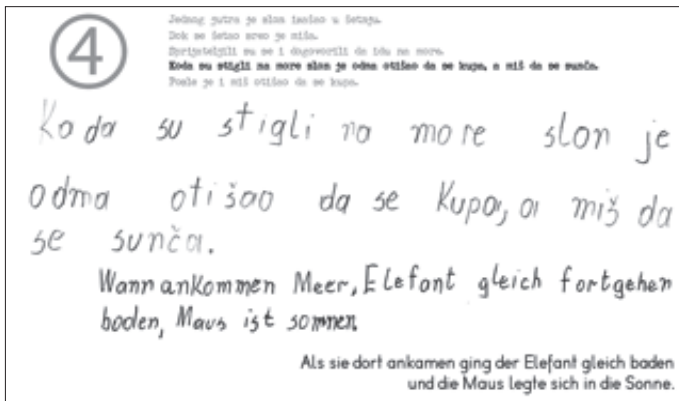 4
Jednog jutra je slon izašao u šetnju.
Dok se šetao sreo je miša.
Sprijateljili su se i dogovorili da idu na more.
Kada su stigli na more slon je odma otišao da se kupa, a miš da se sunča.
Posle je i miš otišao da se kupa.
Kada su stigli na more slon je
odma otišao da se kupa, a miš da
se sunča.
Wann ankommen Meer, Elefant gleich fortgehen
baden, Maus ist sonnen.
Als sie dort ankamen ging der Elefant gleich baden
und die Maus legte sich in die Sonne.